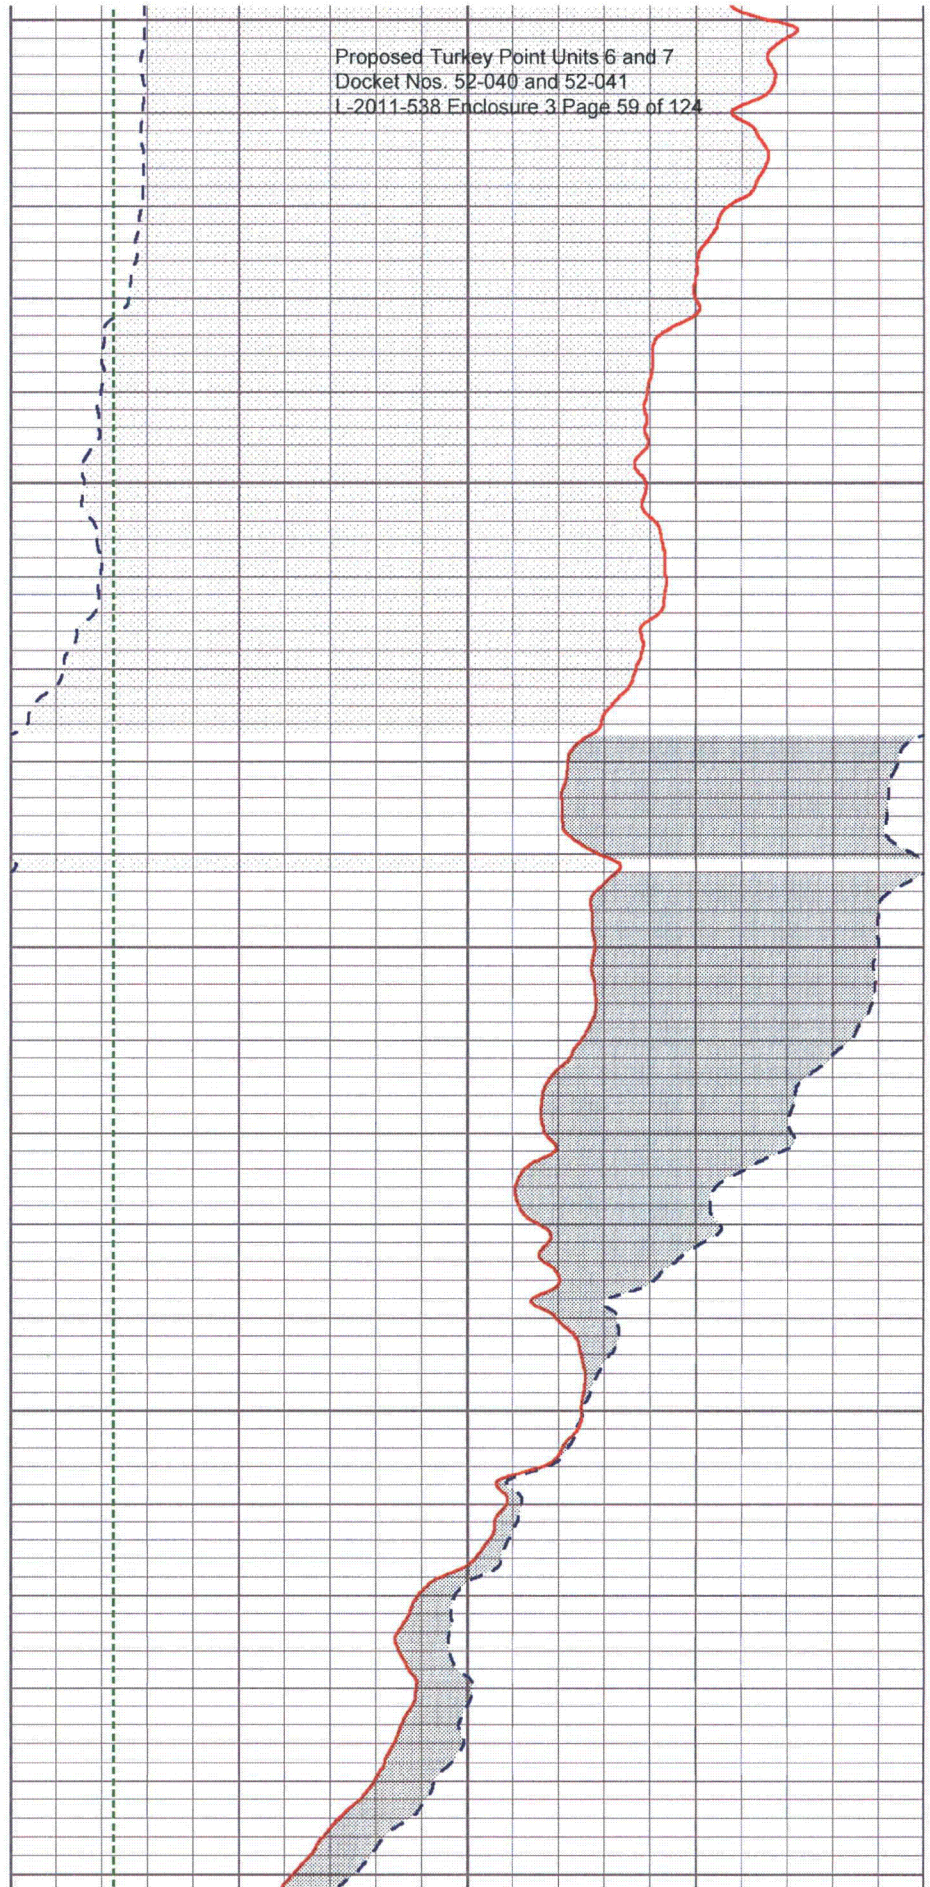 Proposed Turkey Point Units 6 and 7
Docket Nos. 52-040 and 52-041
L-2011-538 Enclosure 3 Page 59 of 124